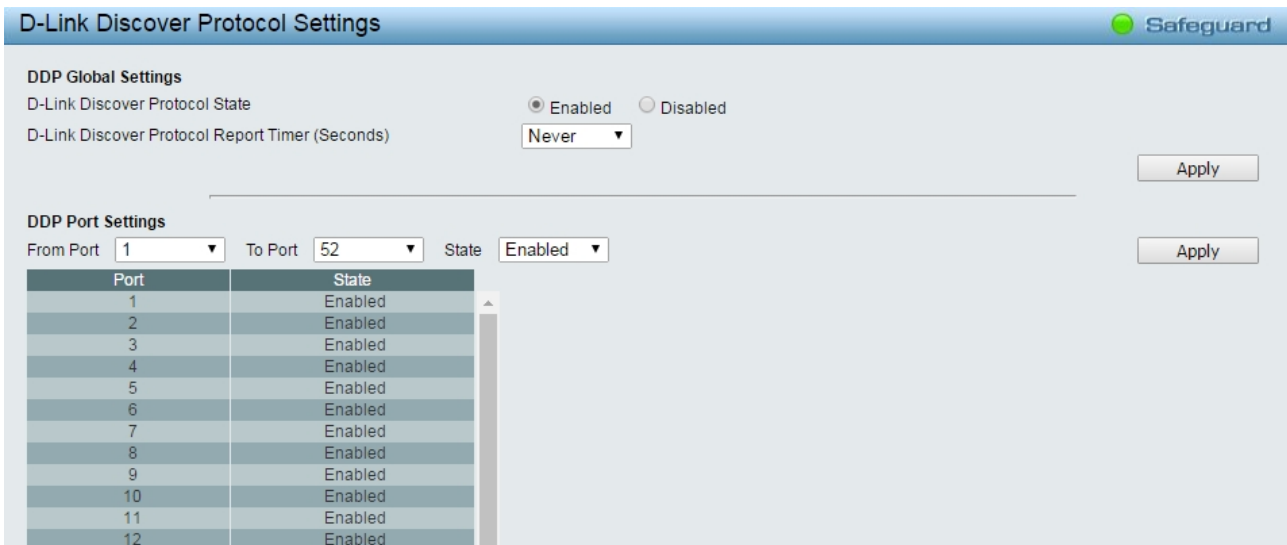 D-Link Discover Protocol Settings
Safeguard
DDP Global Settings
D-Link Discover Protocol State Enabled Disabled
D-Link Discover Protocol Report Timer (Seconds) Never
Apply
DDP Port Settings
From Port 1 To Port 52 State Enabled Apply
Port State
1 Enabled
2 Enabled
3 Enabled
4 Enabled
5 Enabled
6 Enabled
7 Enabled
8 Enabled
9 Enabled
10 Enabled
11 Enabled
12 Enabled